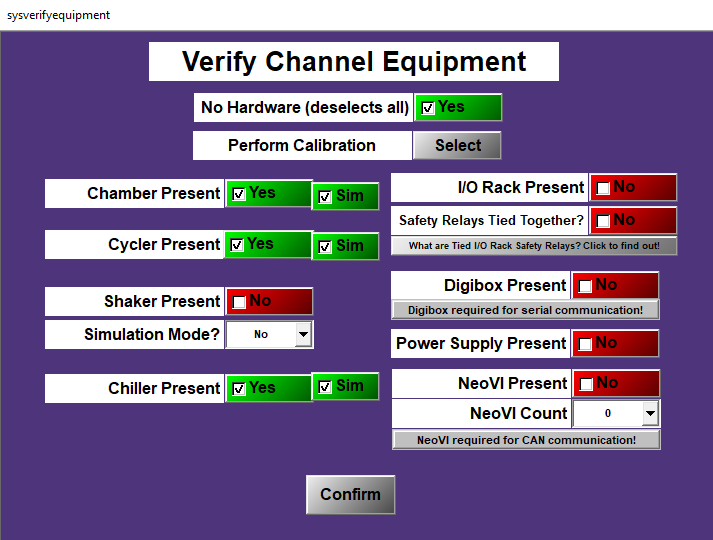 sysverifyequipment
Verify Channel Equipment
No Hardware (deselects all) Yes
Perform Calibration Select
Chamber Present Yes Sim
Cycler Present Yes Sim
Shaker Present No
Simulation Mode? No
Chiller Present Yes Sim
I/O Rack Present No
Safety Relays Tied Together? No
What are Tied I/O Rack Safety Relays? Click to find out!
Digibox Present No
Digibox required for serial communication!
Power Supply Present No
NeoVI Present No
NeoVI Count 0
NeoVI required for CAN communication!
Confirm